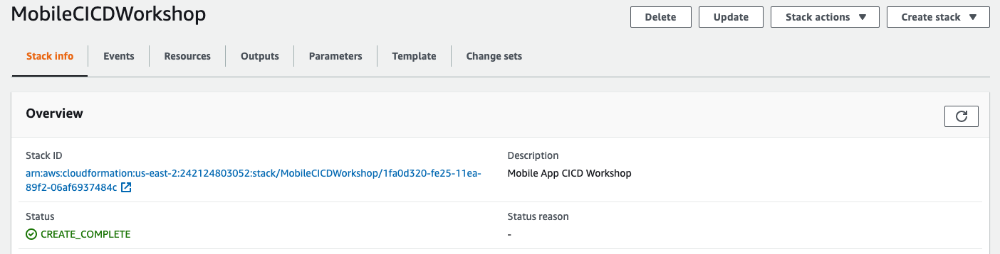 MobileCICDWorkshop
Delete
Update
Stack actions
Create stack
Stack info
Events
Resources
Outputs
Parameters
Template
Change sets
Overview
Stack ID
arn:aws:cloudformation:us-east-2:242124803052:stack/MobileCICDWorkshop/1fa0d320-fe25-11ea-
89f2-06af6937484c
Description
Mobile App CICD Workshop
Status
CREATE_COMPLETE
Status reason
-